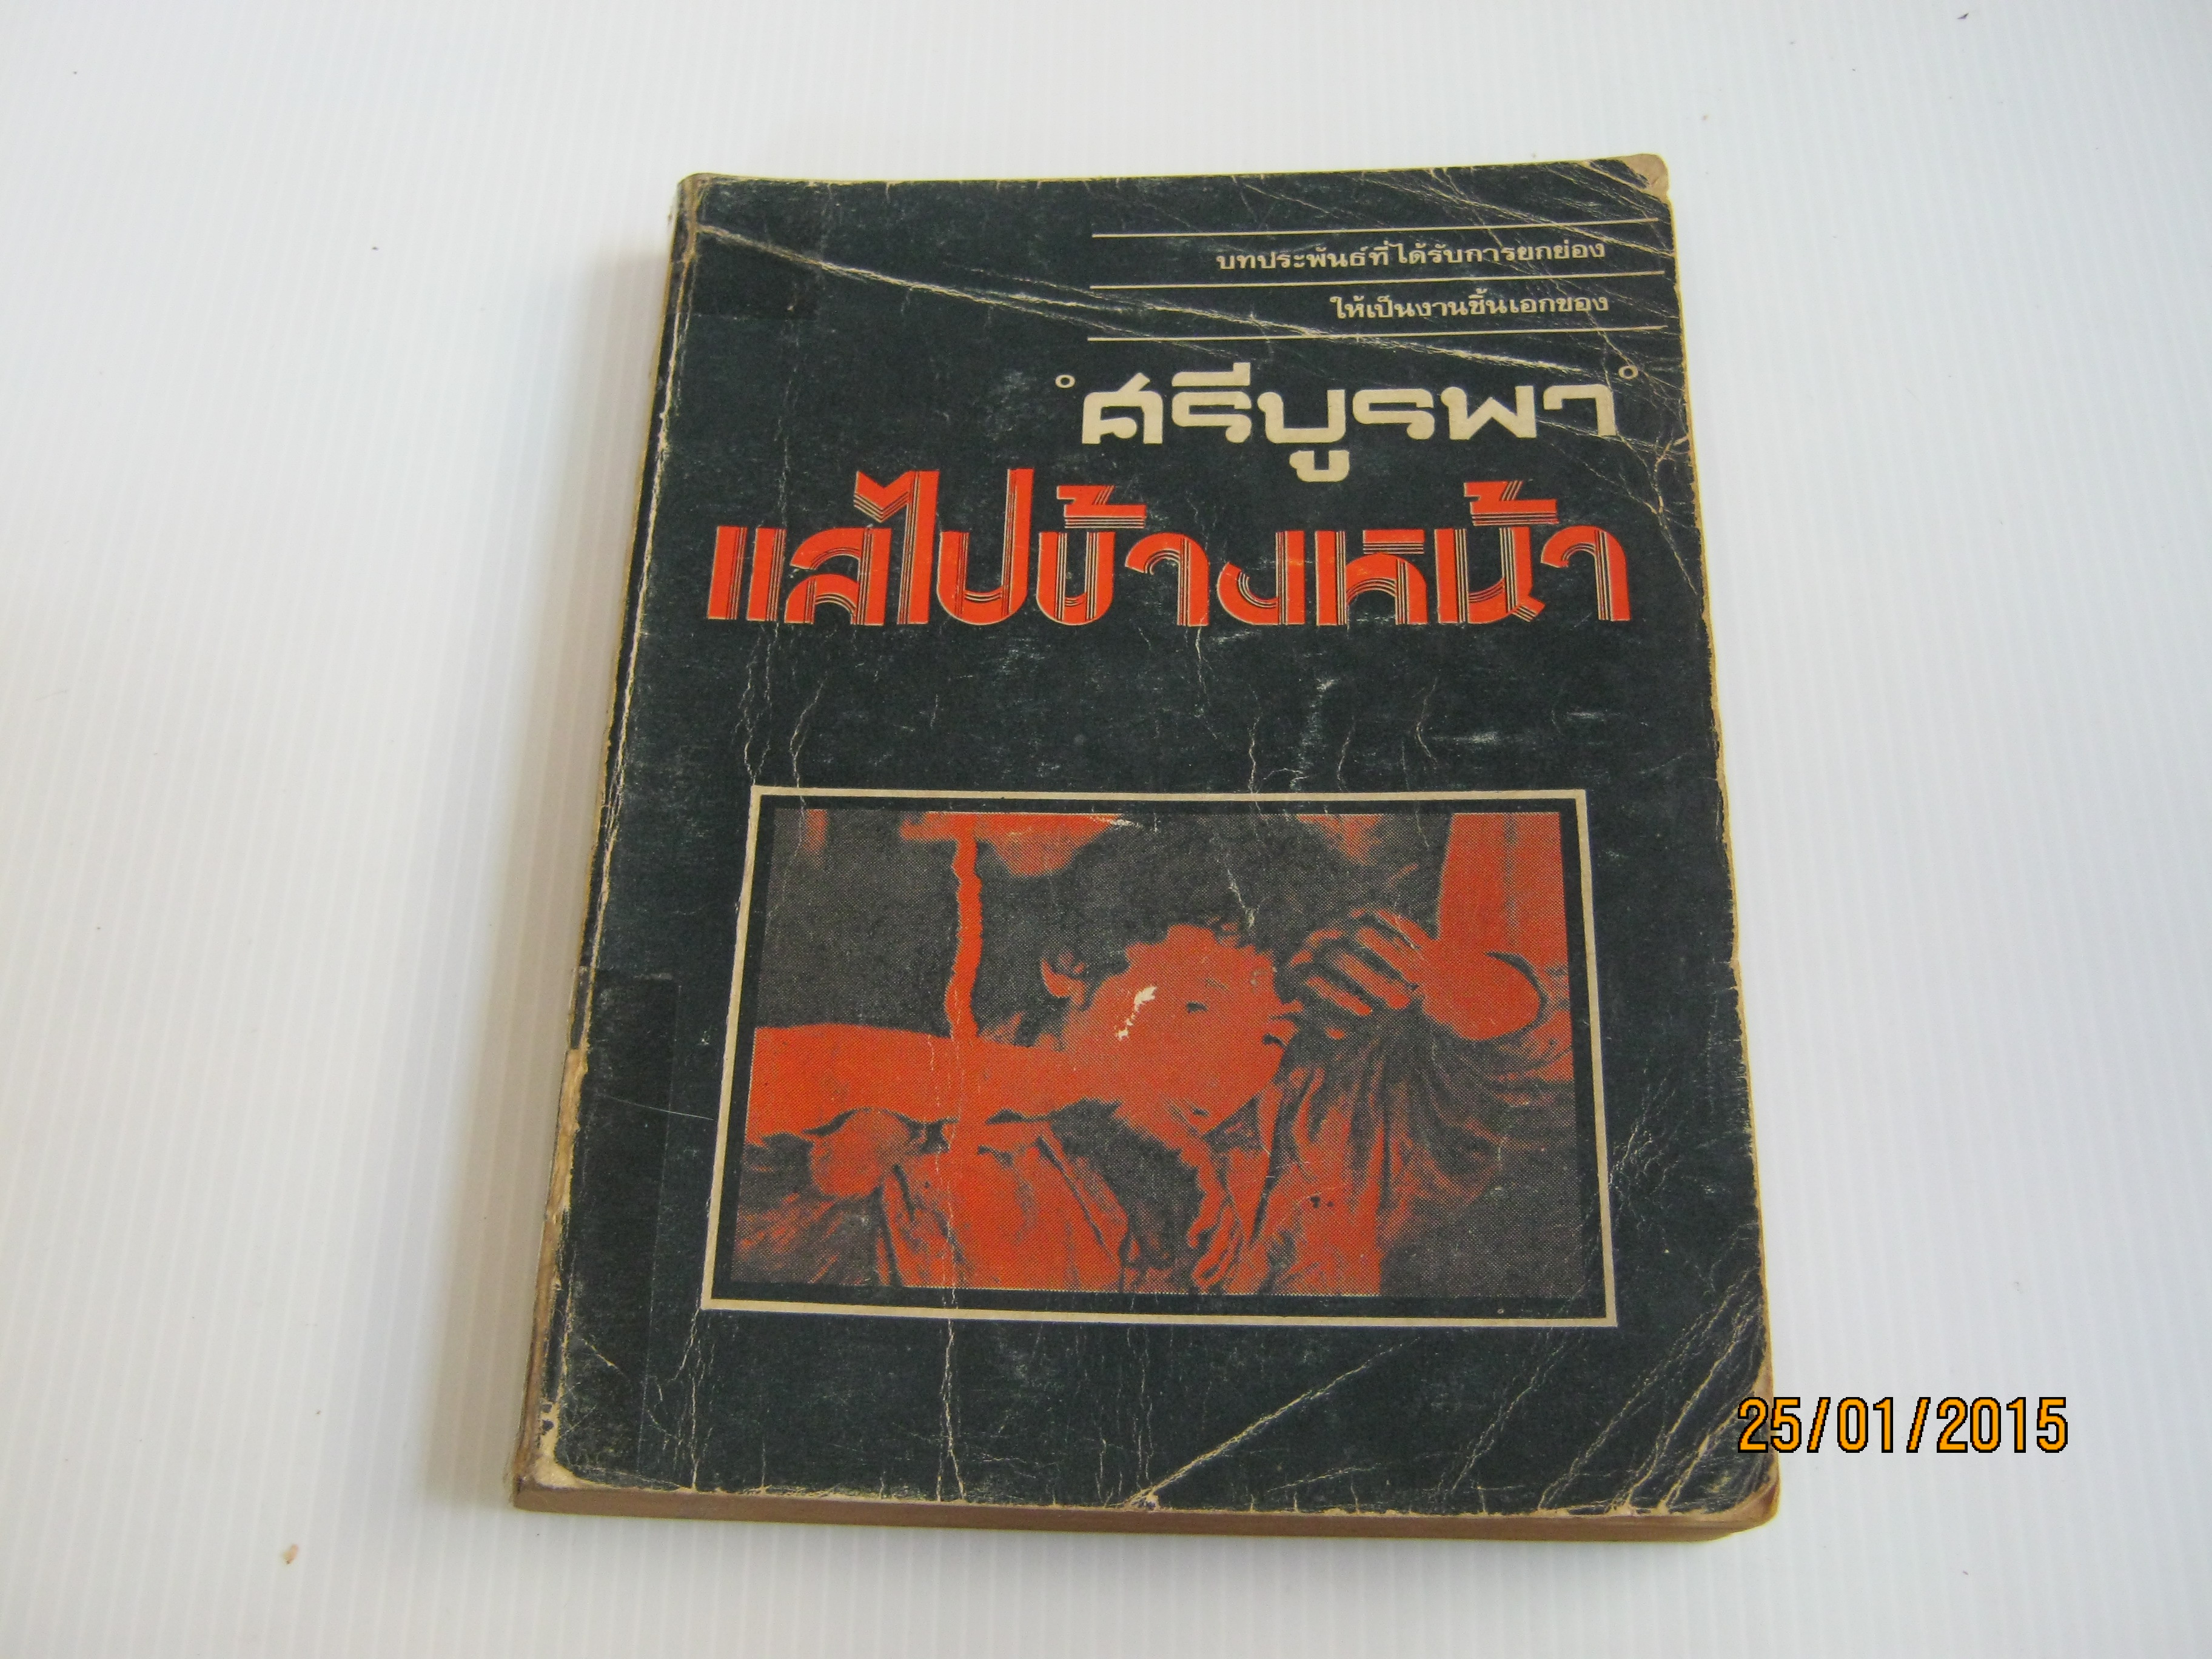 บทประพันธ์ที่ได้รับการยกย่อง
ให้เป็นงานชิ้นเอกของ
ํศรีบูรพาํ
แลไปข้างหน้า
25/01/2015